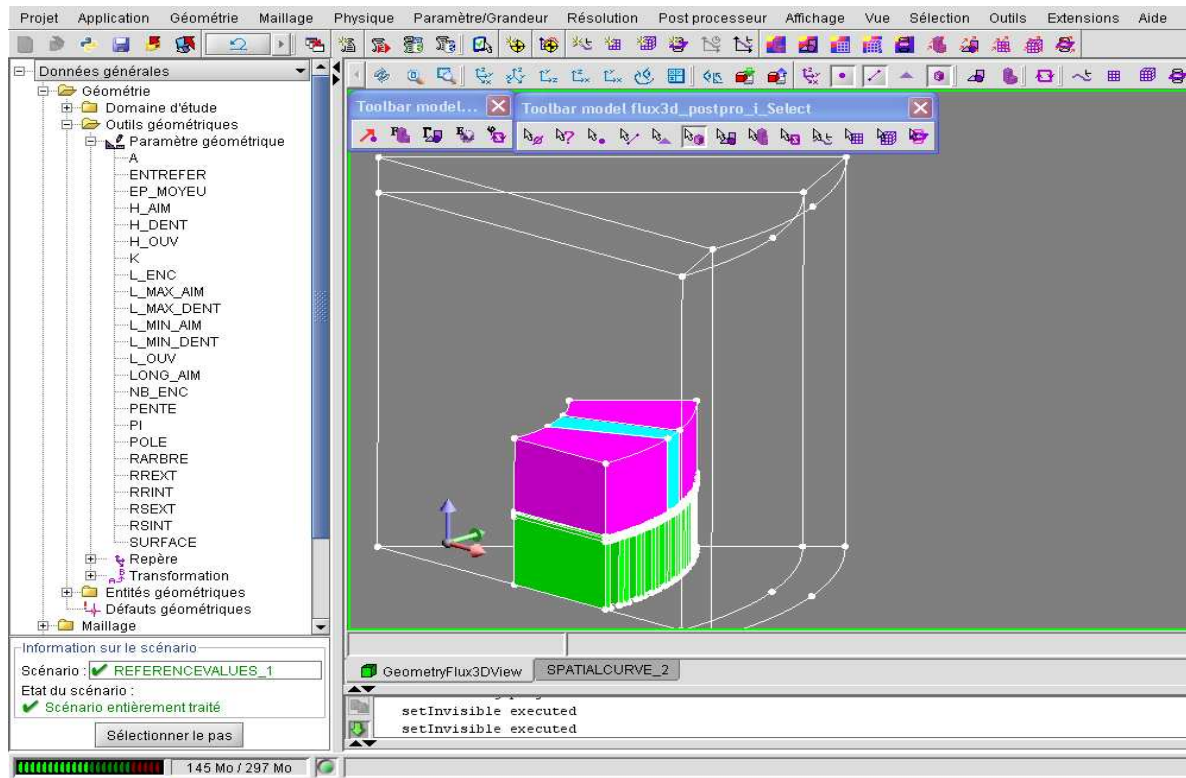 Projet Application Géométrie Maillage Physique Paramètre/Grandeur Résolution Post processsur Affichage Vue Sélection Outils Extensions Aide
Données générales
Géométrie
Domaine d'étude
Outils géométriques
Paramètre géométrique
A
ENTREFER
EP_MOYEU
H_AIM
H_DENT
H_OUV
K
L_ENC
L_MAX_AIM
L_MAX_DENT
L_MIN_AIM
L_MIN_DENT
L_OUV
LONG_AIM
NB_ENC
PENTE
PI
POLE
RARBRE
RREXT
RRINT
RSEXT
RSINT
SURFACE
Repère
Transformation
Entités géométriques
Défauts géométriques
Maillage
Information sur le scénario
Scénario : REFERENCEVALUES_1
Etat du scénario :
Scénario entièrement traité
Sélectionner le pas
145 Mo / 297 Mo
Toolbar model...
Toolbar model flux3d_postpro_i_Select
GeometryFlux3DView SPATIALCURVE_2
setInvisible executed
setInvisible executed